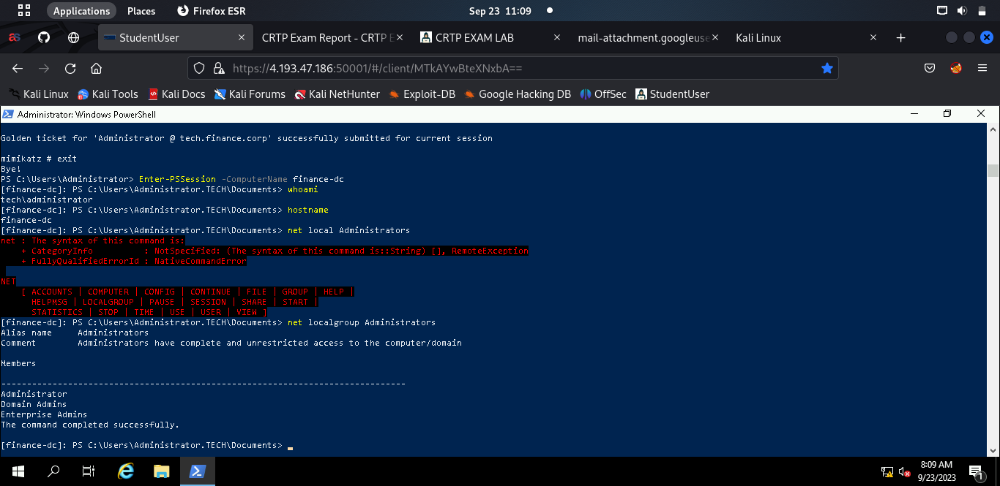 Applications Places Firefox ESR Sep 23 11:09
StudentUser CRTP Exam Report - CRTP E CRTP EXAM LAB mail-attachment.googleuse Kali Linux
https://4.193.47.186:50001/#/client/MTkAYwBteXNxbA==
Kali Linux Kali Tools Kali Docs Kali Forums Kali NetHunter Exploit-DB Google Hacking DB OffSec StudentUser
Administrator: Windows PowerShell
Golden ticket for 'Administrator @ tech.finance.corp' successfully submitted for current session
mimikatz # exit
Bye!
PS C:\Users\Administrator> Enter-PSSession -ComputerName finance-dc
[finance-dc]: PS C:\Users\Administrator.TECH\Documents> whoami
tech\administrator
[finance-dc]: PS C:\Users\Administrator.TECH\Documents> hostname
finance-dc
[finance-dc]: PS C:\Users\Administrator.TECH\Documents> net local Administrators
net : The syntax of this command is:
+ CategoryInfo : NotSpecified: (The syntax of this command is::String) [], RemoteException
+ FullyQualifiedErrorId : NativeCommandError
NET
[ ACCOUNTS | COMPUTER | CONFIG | CONTINUE | FILE | GROUP | HELP |
HELPMSG | LOCALGROUP | PAUSE | SESSION | SHARE | START |
STATISTICS | STOP | TIME | USE | USER | VIEW ]
[finance-dc]: PS C:\Users\Administrator.TECH\Documents> net localgroup Administrators
Alias name Administrators
Comment Administrators have complete and unrestricted access to the computer/domain
Members
-------------------------------------------------------------------------------
Administrator
Domain Admins
Enterprise Admins
The command completed successfully.
[finance-dc]: PS C:\Users\Administrator.TECH\Documents>
8:09 AM
9/23/2023
1